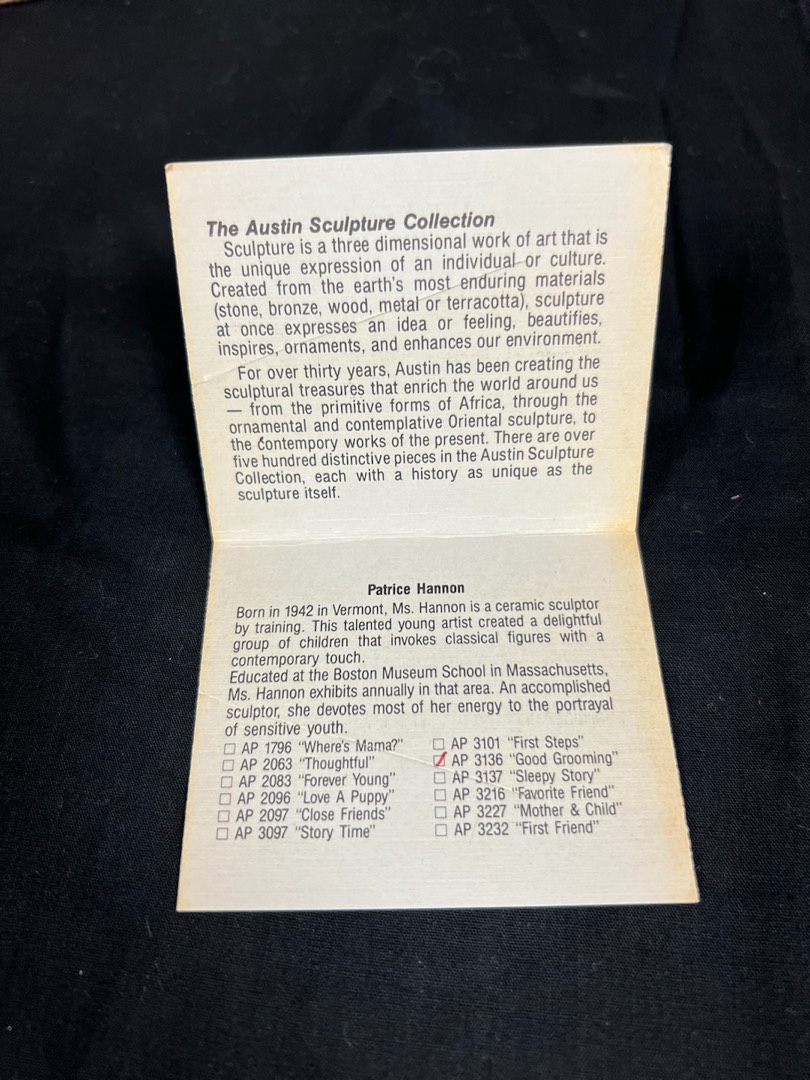 The Austin Sculpture Collection
Sculpture is a three dimensional work of art that is
the unique expression of an individual or culture.
Created from the earth's most enduring materials
(stone, bronze, wood, metal or terracotta), sculpture
at once expresses an idea or feeling, beautifies,
inspires, ornaments, and enhances our environment.
For over thirty years, Austin has been creating the
sculptural treasures that enrich the world around us
— from the primitive forms of Africa, through the
ornamental and contemplative Oriental sculpture, to
the contempory works of the present. There are over
five hundred distinctive pieces in the Austin Sculpture
Collection, each with a history as unique as the
sculpture itself.
Patrice Hannon
Born in 1942 in Vermont, Ms. Hannon is a ceramic sculptor
by training. This talented young artist created a delightful
group of children that invokes classical figures with a
contemporary touch.
Educated at the Boston Museum School in Massachusetts,
Ms. Hannon exhibits annually in that area. An accomplished
sculptor, she devotes most of her energy to the portrayal
of sensitive youth.
☐ AP 1796 "Where's Mama?"
☐ AP 2063 "Thoughtful"
☐ AP 2083 "Forever Young"
☐ AP 2096 "Love A Puppy"
☐ AP 2097 "Close Friends"
☐ AP 3097 "Story Time"
☐ AP 3101 "First Steps"
☑ AP 3136 "Good Grooming"
☐ AP 3137 "Sleepy Story"
☐ AP 3216 "Favorite Friend"
☐ AP 3227 "Mother & Child"
☐ AP 3232 "First Friend"